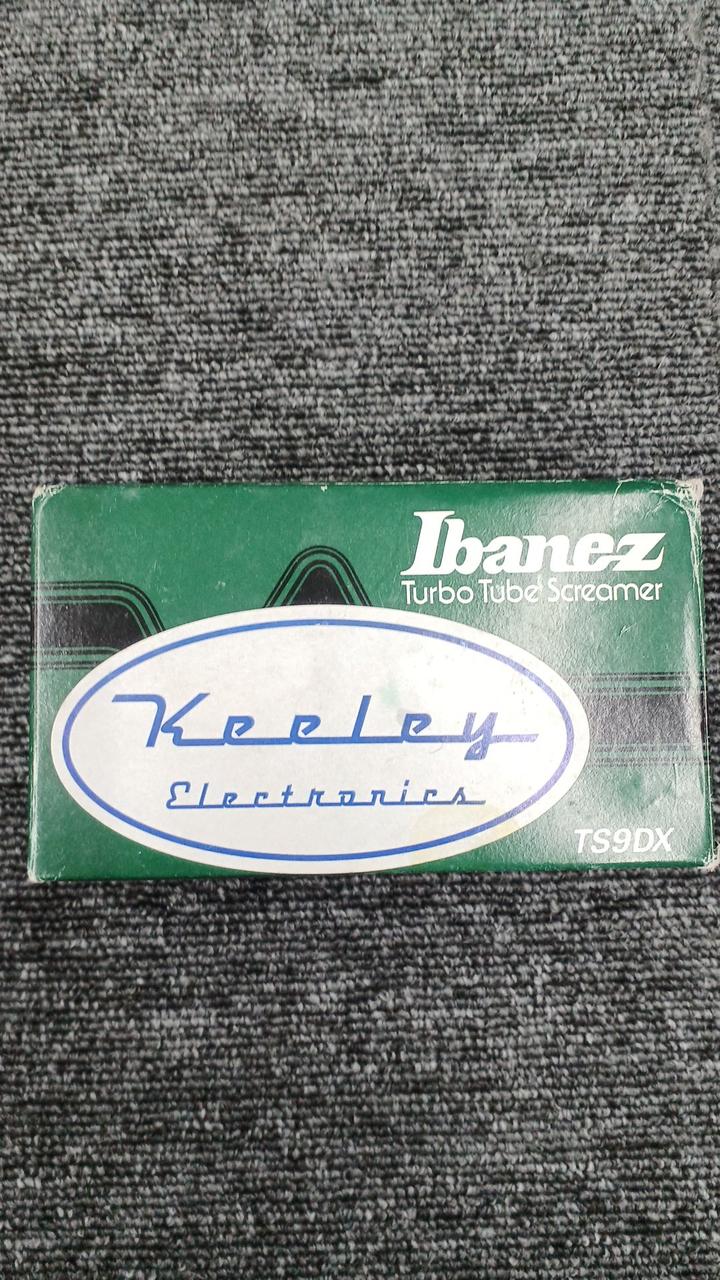 Ibanez
Turbo Tube Screamer
Keeley
Electronics
TS9DX